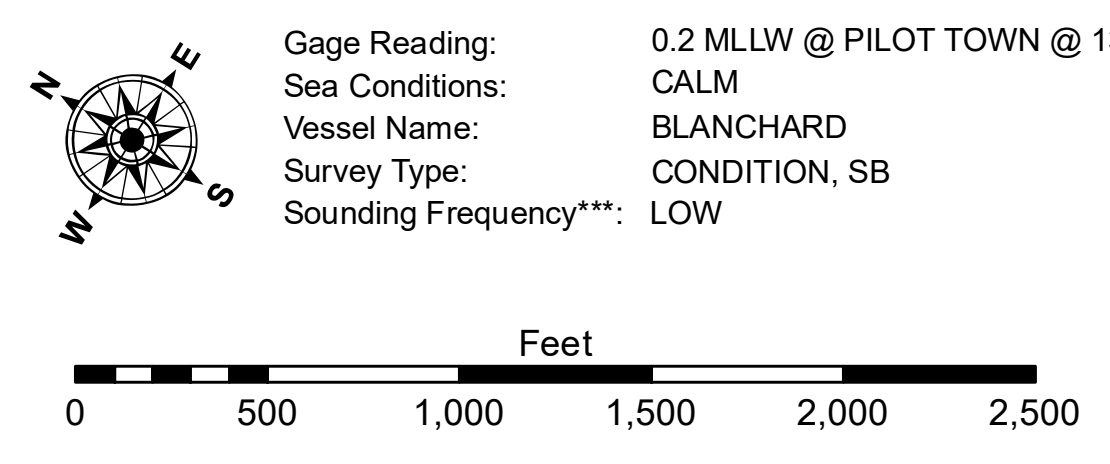 N
E
S
W
Gage Reading: 0.2 MLLW @ PILOT TOWN @ 1
Sea Conditions: CALM
Vessel Name: BLANCHARD
Survey Type: CONDITION, SB
Sounding Frequency***: LOW
Feet
0 500 1,000 1,500 2,000 2,500